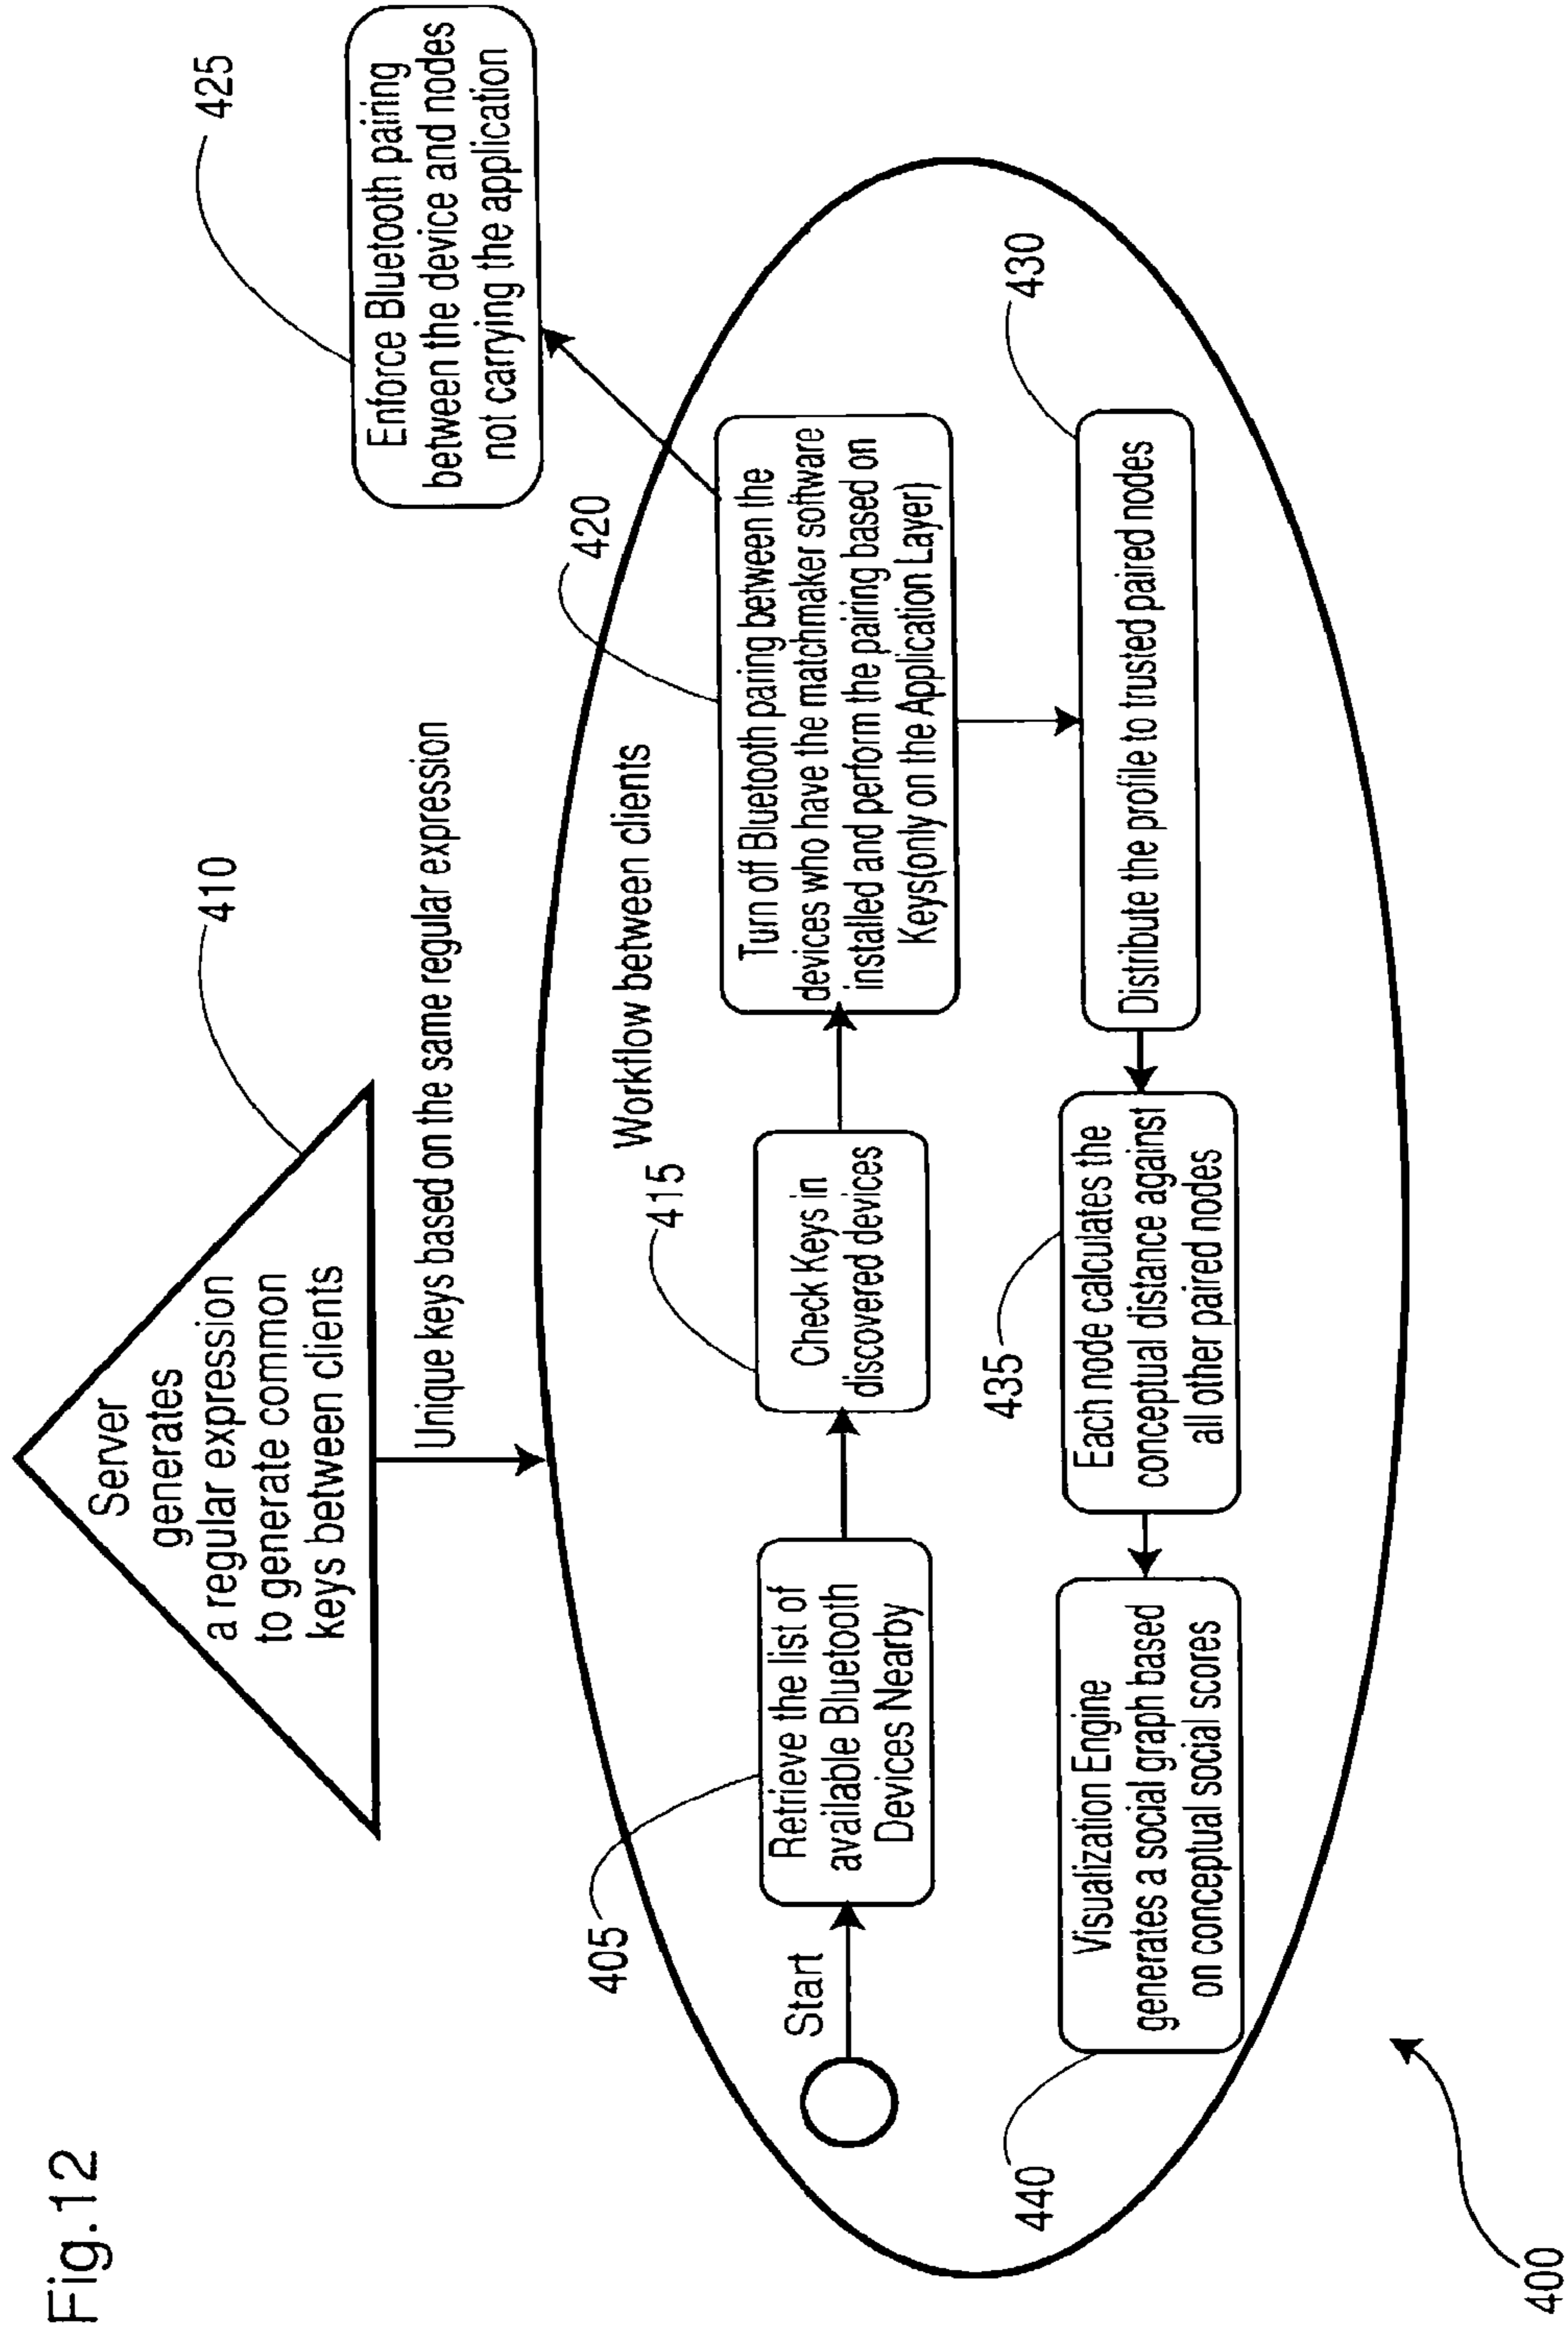 Fig.12
Server
generates
a regular expression
to generate common
keys between clients
410
Unique keys based on the same regular expression
425
Enforce Bluetooth pairing
between the device and nodes
not carrying the application
Workflow between clients
Start
405
Retrieve the list of
available Bluetooth
Devices Nearby
415
Check Keys in
discovered devices
420
Turn off Bluetooth paring between the
devices who have the matchmaker software
installed and perform the pairing based on
Keys(only on the Application Layer)
430
Distribute the profile to trusted paired nodes
435
Each node calculates the
conceptual distance against
all other paired nodes
440
Visualization Engine
generates a social graph based
on conceptual social scores
400